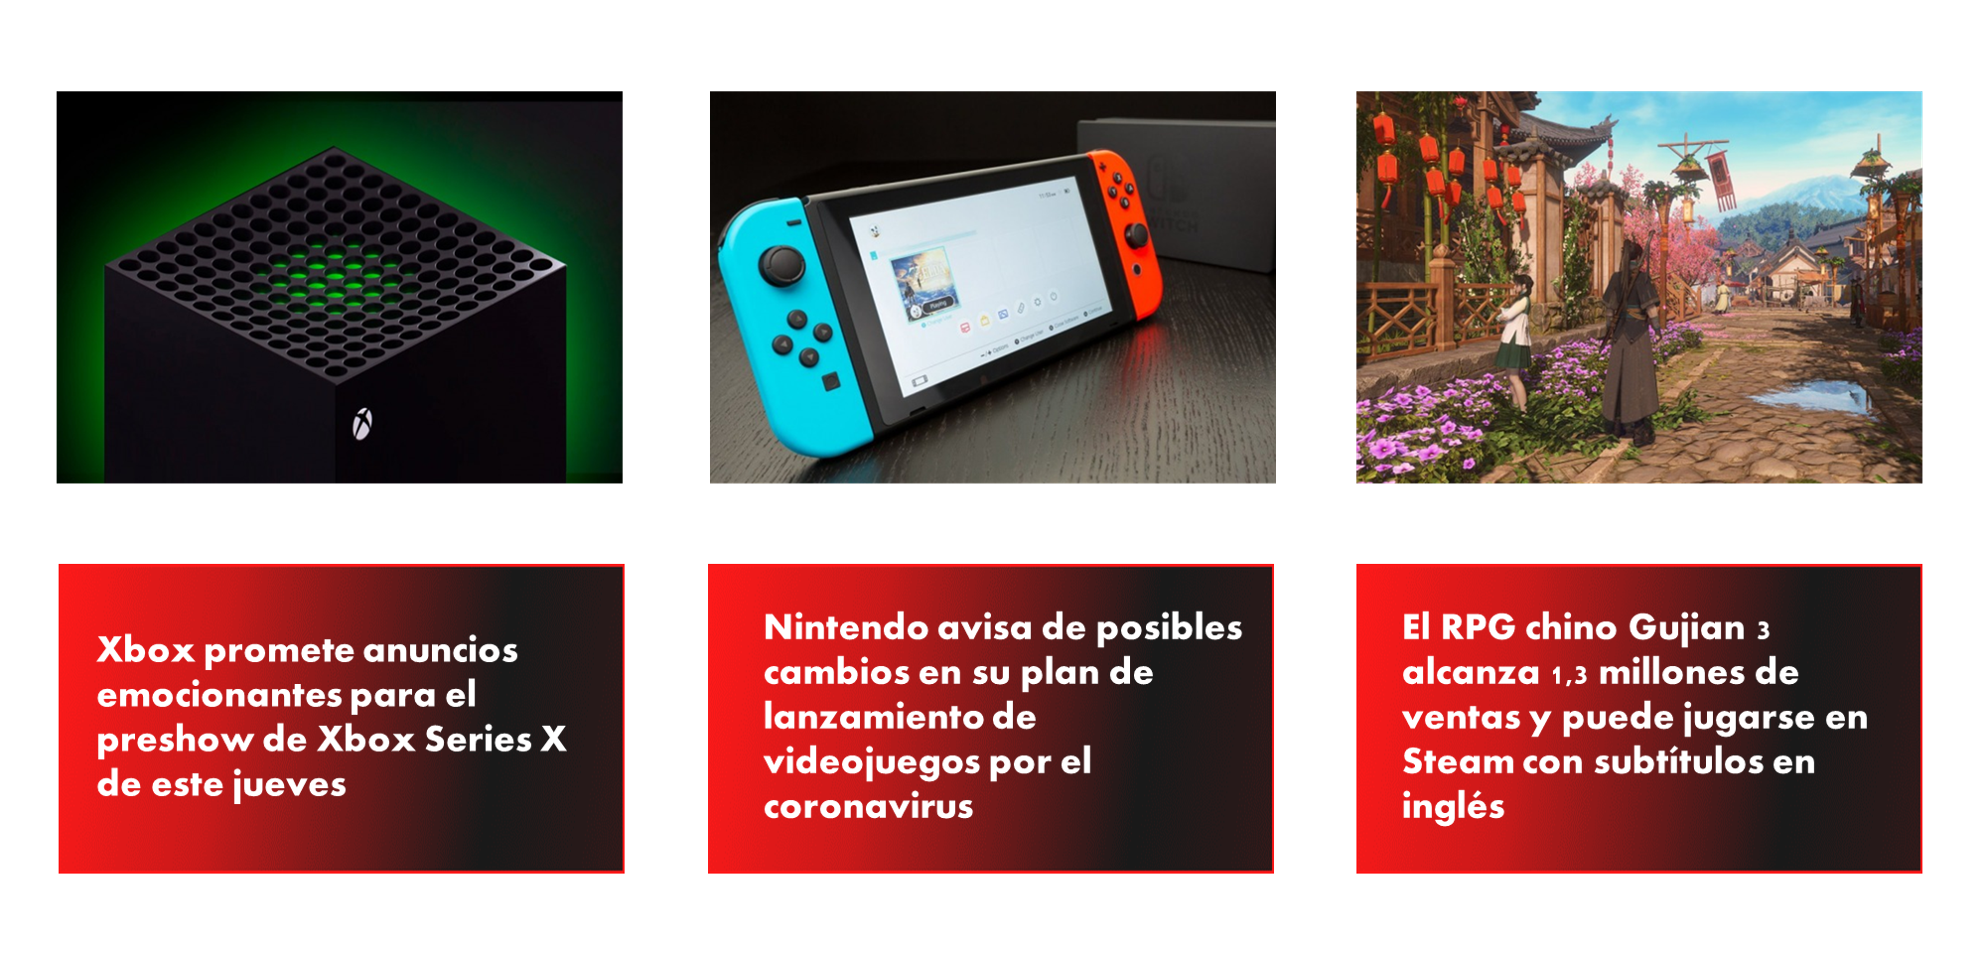 Xbox promete anuncios
emocionantes para el
preshow de Xbox Series X
de este jueves
Nintendo avisa de posibles
cambios en su plan de
lanzamiento de
videojuegos por el
coronavirus
El RPG chino Gujian 3
alcanza 1,3 millones de
ventas y puede jugarse en
Steam con subtítulos en
inglés